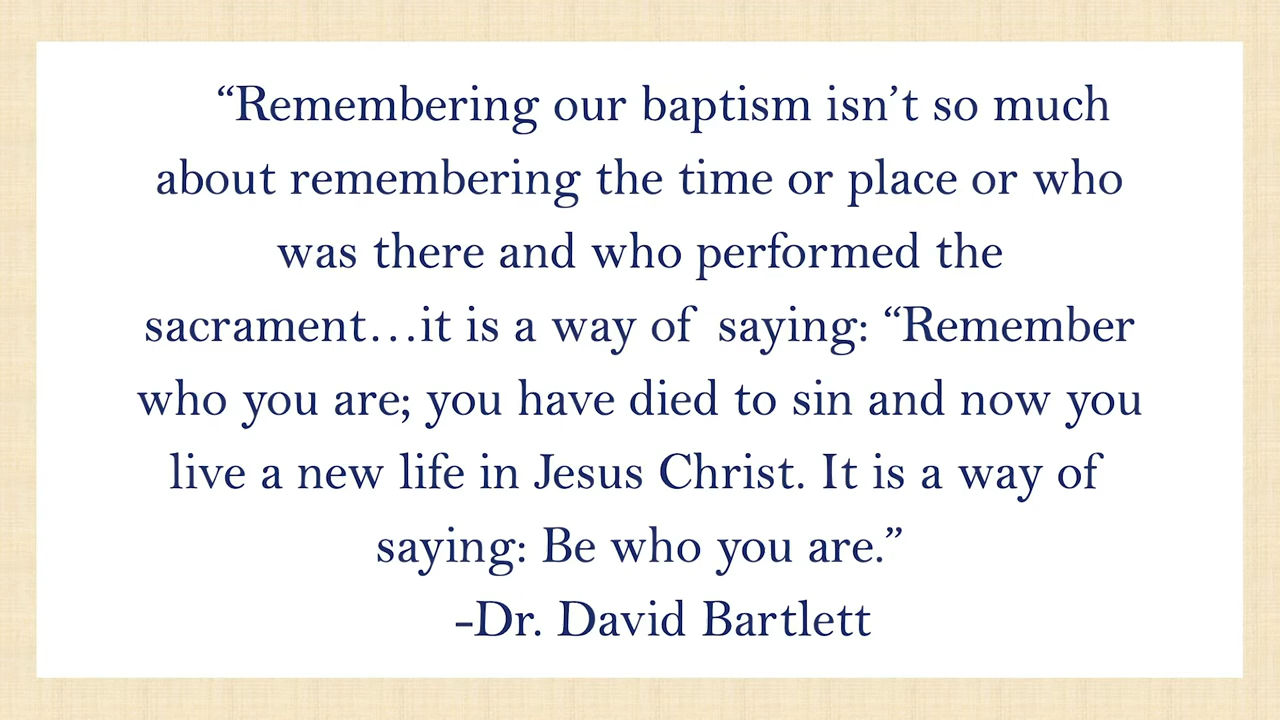 “Remembering our baptism isn’t so much
about remembering the time or place or who
was there and who performed the
sacrament…it is a way of  saying: “Remember
who you are; you have died to sin and now you
live a new life in Jesus Christ. It is a way of
saying: Be who you are.”
–Dr. David Bartlett